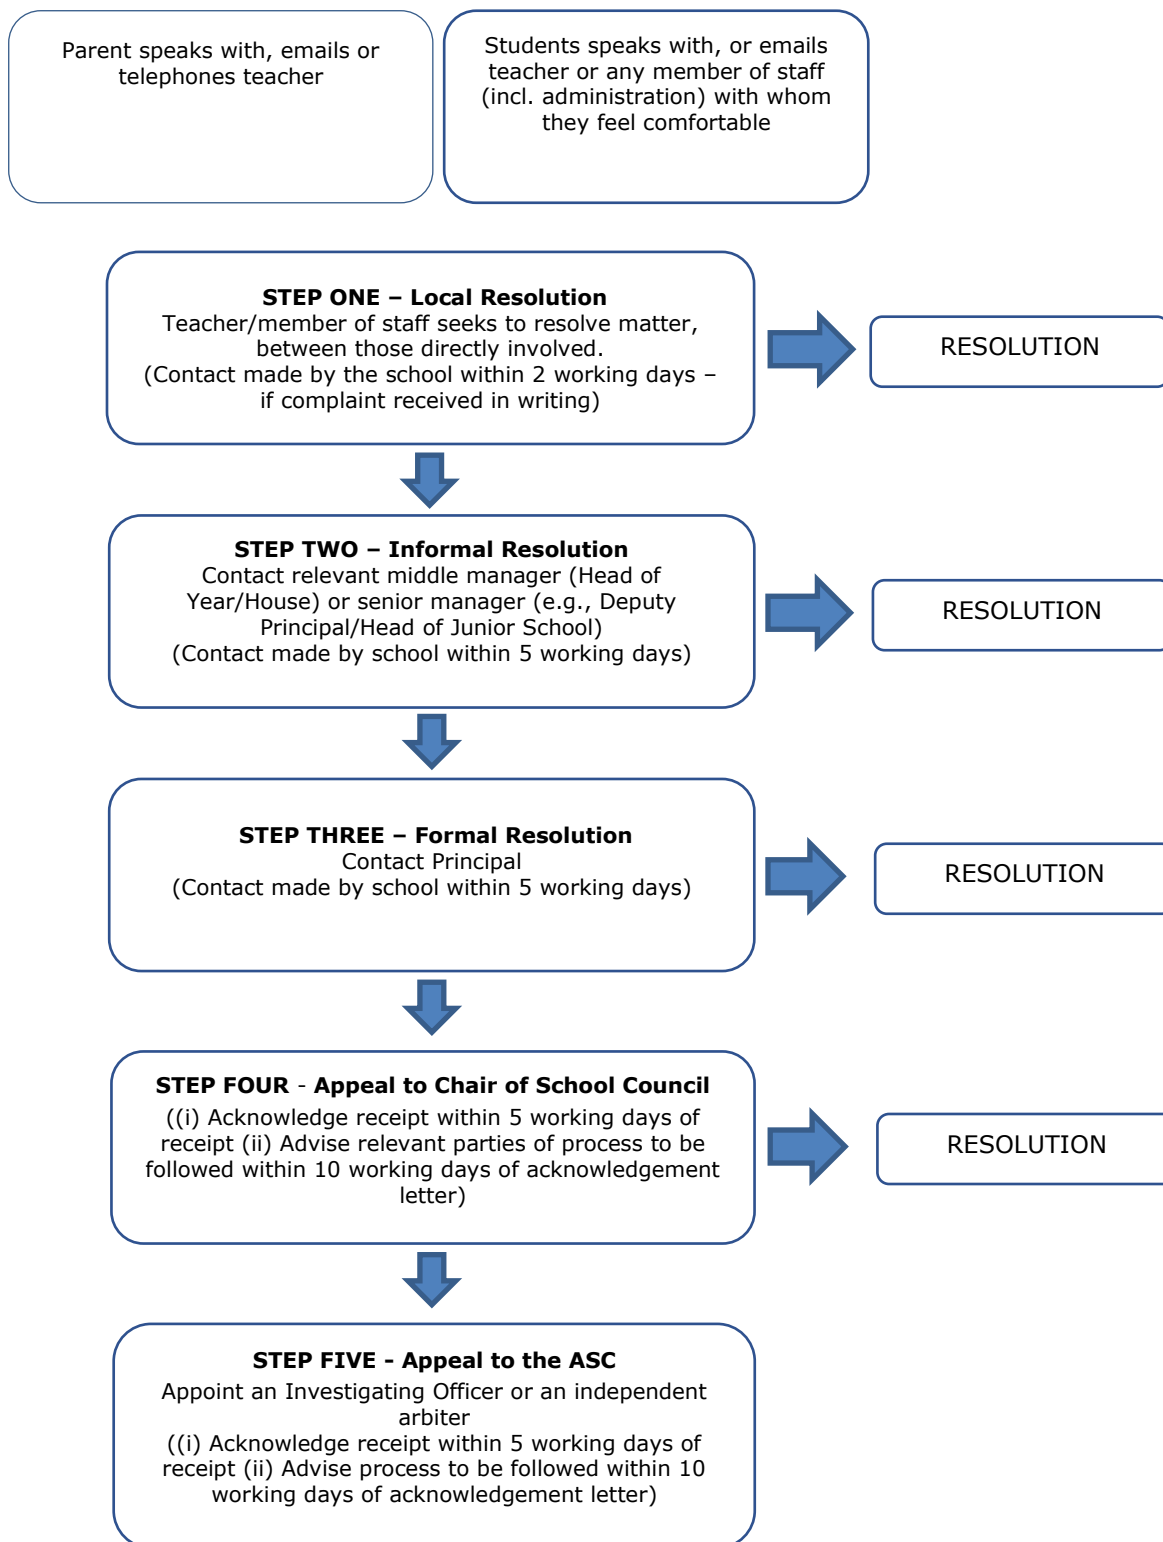 Parent speaks with, emails or
telephones teacher
Students speaks with, or emails
teacher or any member of staff
(incl. administration) with whom
they feel comfortable
STEP ONE – Local Resolution
Teacher/member of staff seeks to resolve matter,
between those directly involved.
(Contact made by the school within 2 working days –
if complaint received in writing)
RESOLUTION
STEP TWO – Informal Resolution
Contact relevant middle manager (Head of
Year/House) or senior manager (e.g., Deputy
Principal/Head of Junior School)
(Contact made by school within 5 working days)
RESOLUTION
STEP THREE – Formal Resolution
Contact Principal
(Contact made by school within 5 working days)
RESOLUTION
STEP FOUR - Appeal to Chair of School Council
((i) Acknowledge receipt within 5 working days of
receipt (ii) Advise relevant parties of process to be
followed within 10 working days of acknowledgement
letter)
RESOLUTION
STEP FIVE - Appeal to the ASC
Appoint an Investigating Officer or an independent
arbiter
((i) Acknowledge receipt within 5 working days of
receipt (ii) Advise process to be followed within 10
working days of acknowledgement letter)